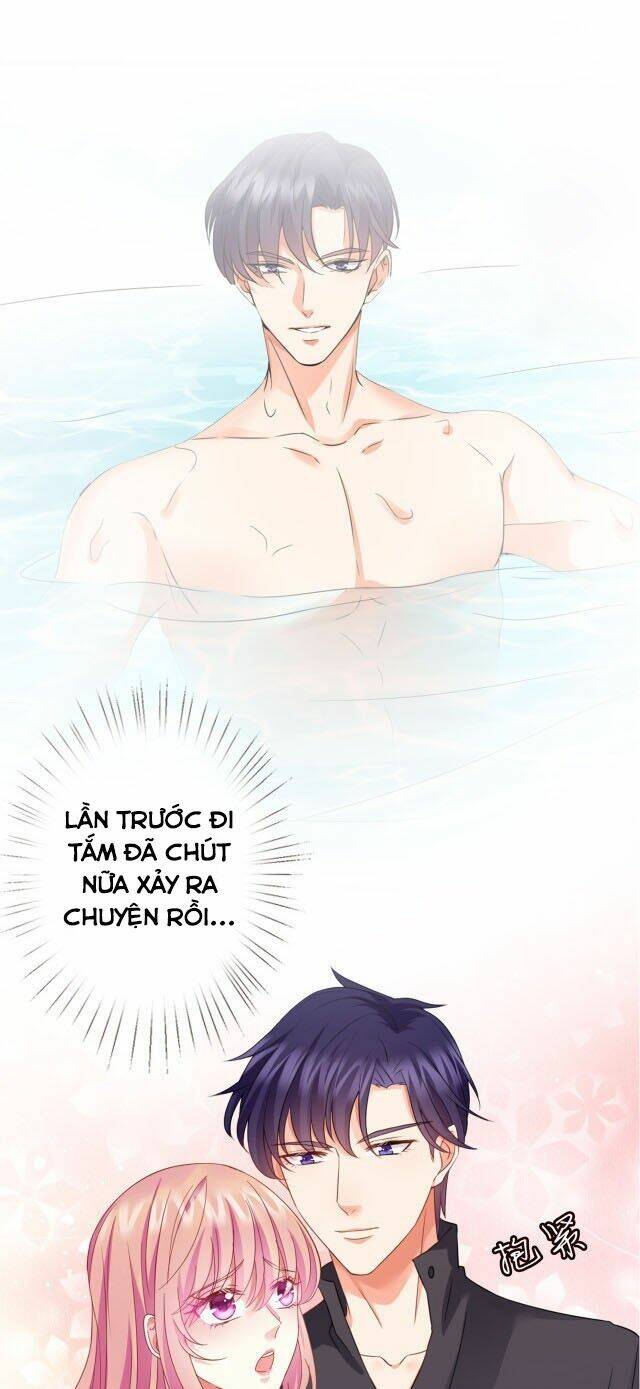 LẦN TRƯỚC ĐI
TẮM ĐÃ CHÚT
NỮA XẢY RA
CHUYỆN RỒI...
抱紧